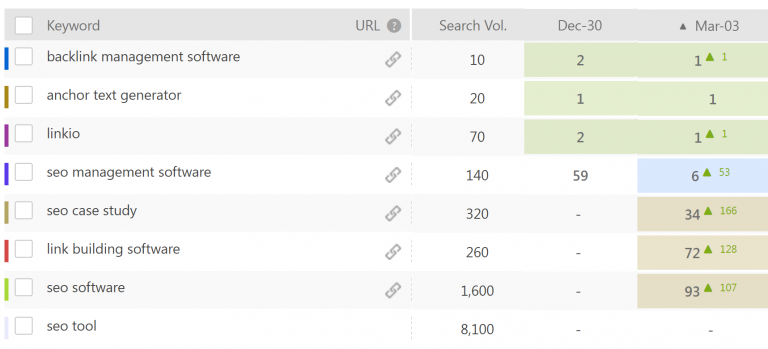 Keyword URL ? Search Vol. Dec-30 ▲ Mar-03
backlink management software 10 2 1 ▲ 1
anchor text generator 20 1 1
linkio 70 2 1 ▲ 1
seo management software 140 59 6 ▲ 53
seo case study 320 - 34 ▲ 166
link building software 260 - 72 ▲ 128
seo software 1,600 - 93 ▲ 107
seo tool 8,100 - -